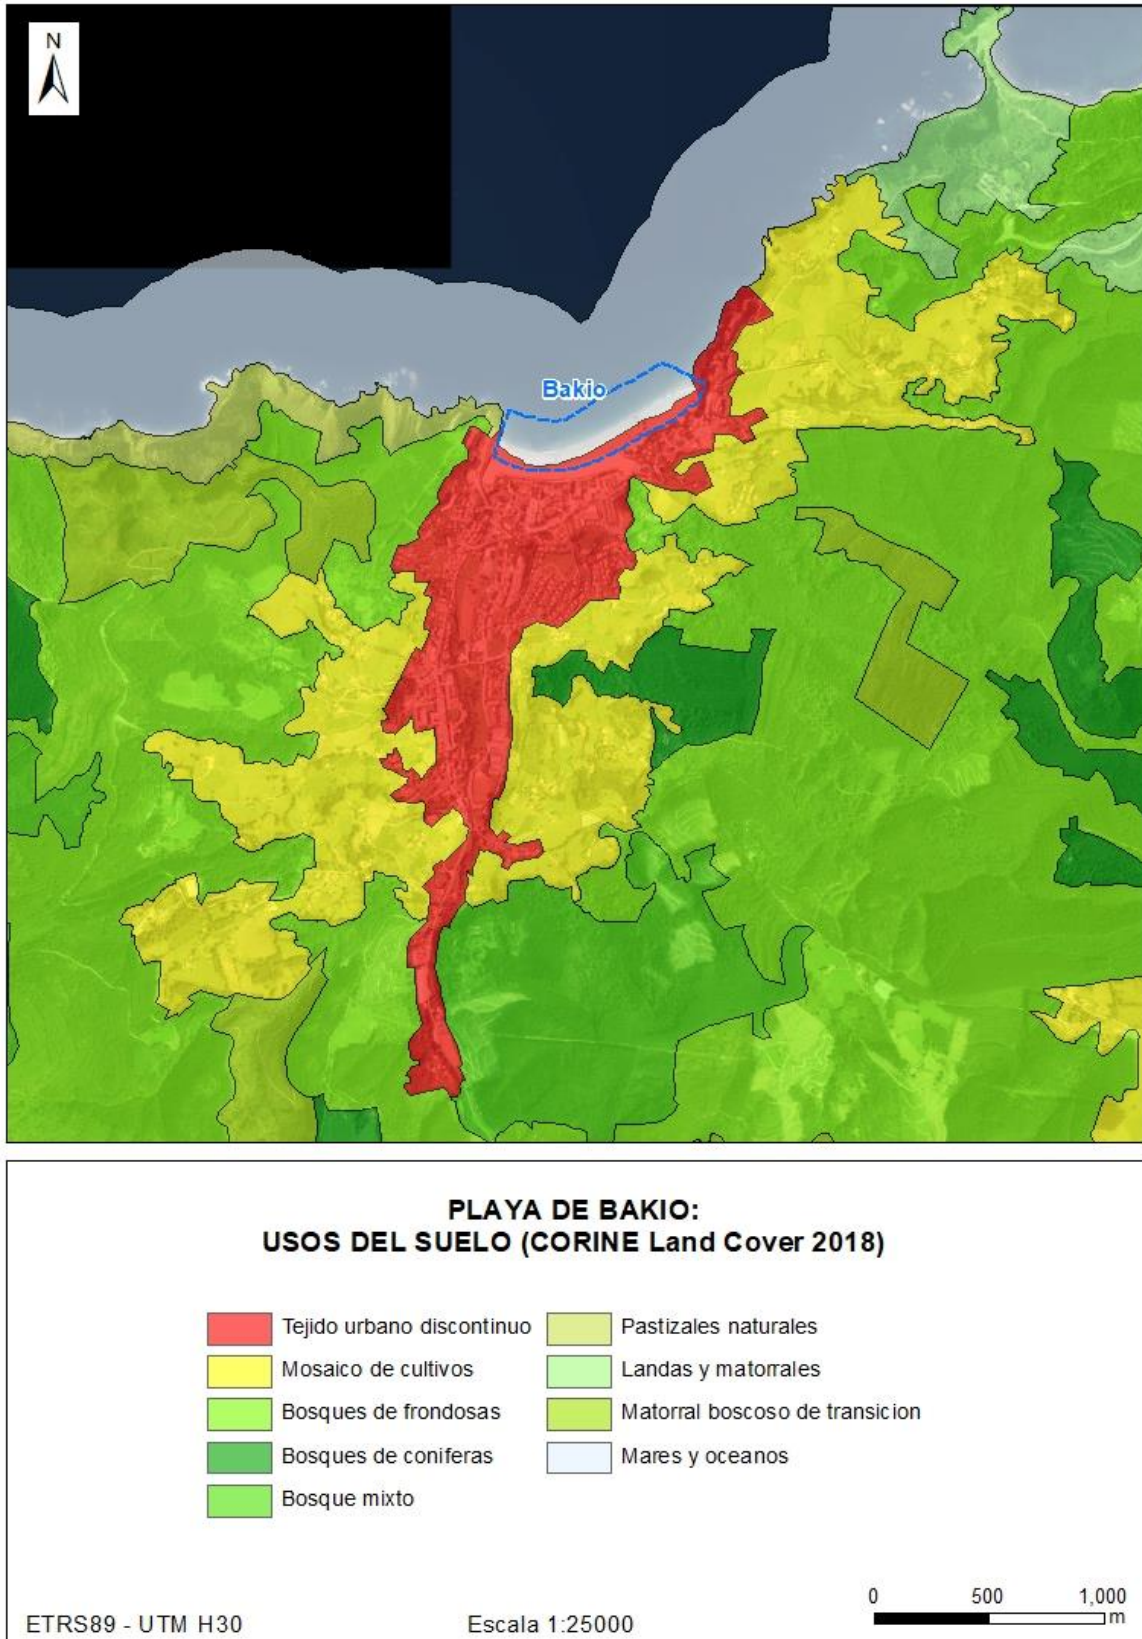 N
Bakio
PLAYA DE BAKIO:
USOS DEL SUELO (CORINE Land Cover 2018)
Tejido urbano discontinuo
Mosaico de cultivos
Bosques de frondosas
Bosques de coniferas
Bosque mixto
Pastizales naturales
Landas y matorrales
Matorral boscoso de transicion
Mares y oceanos
ETRS89 - UTM H30
Escala 1:25000
0 500 1,000
m